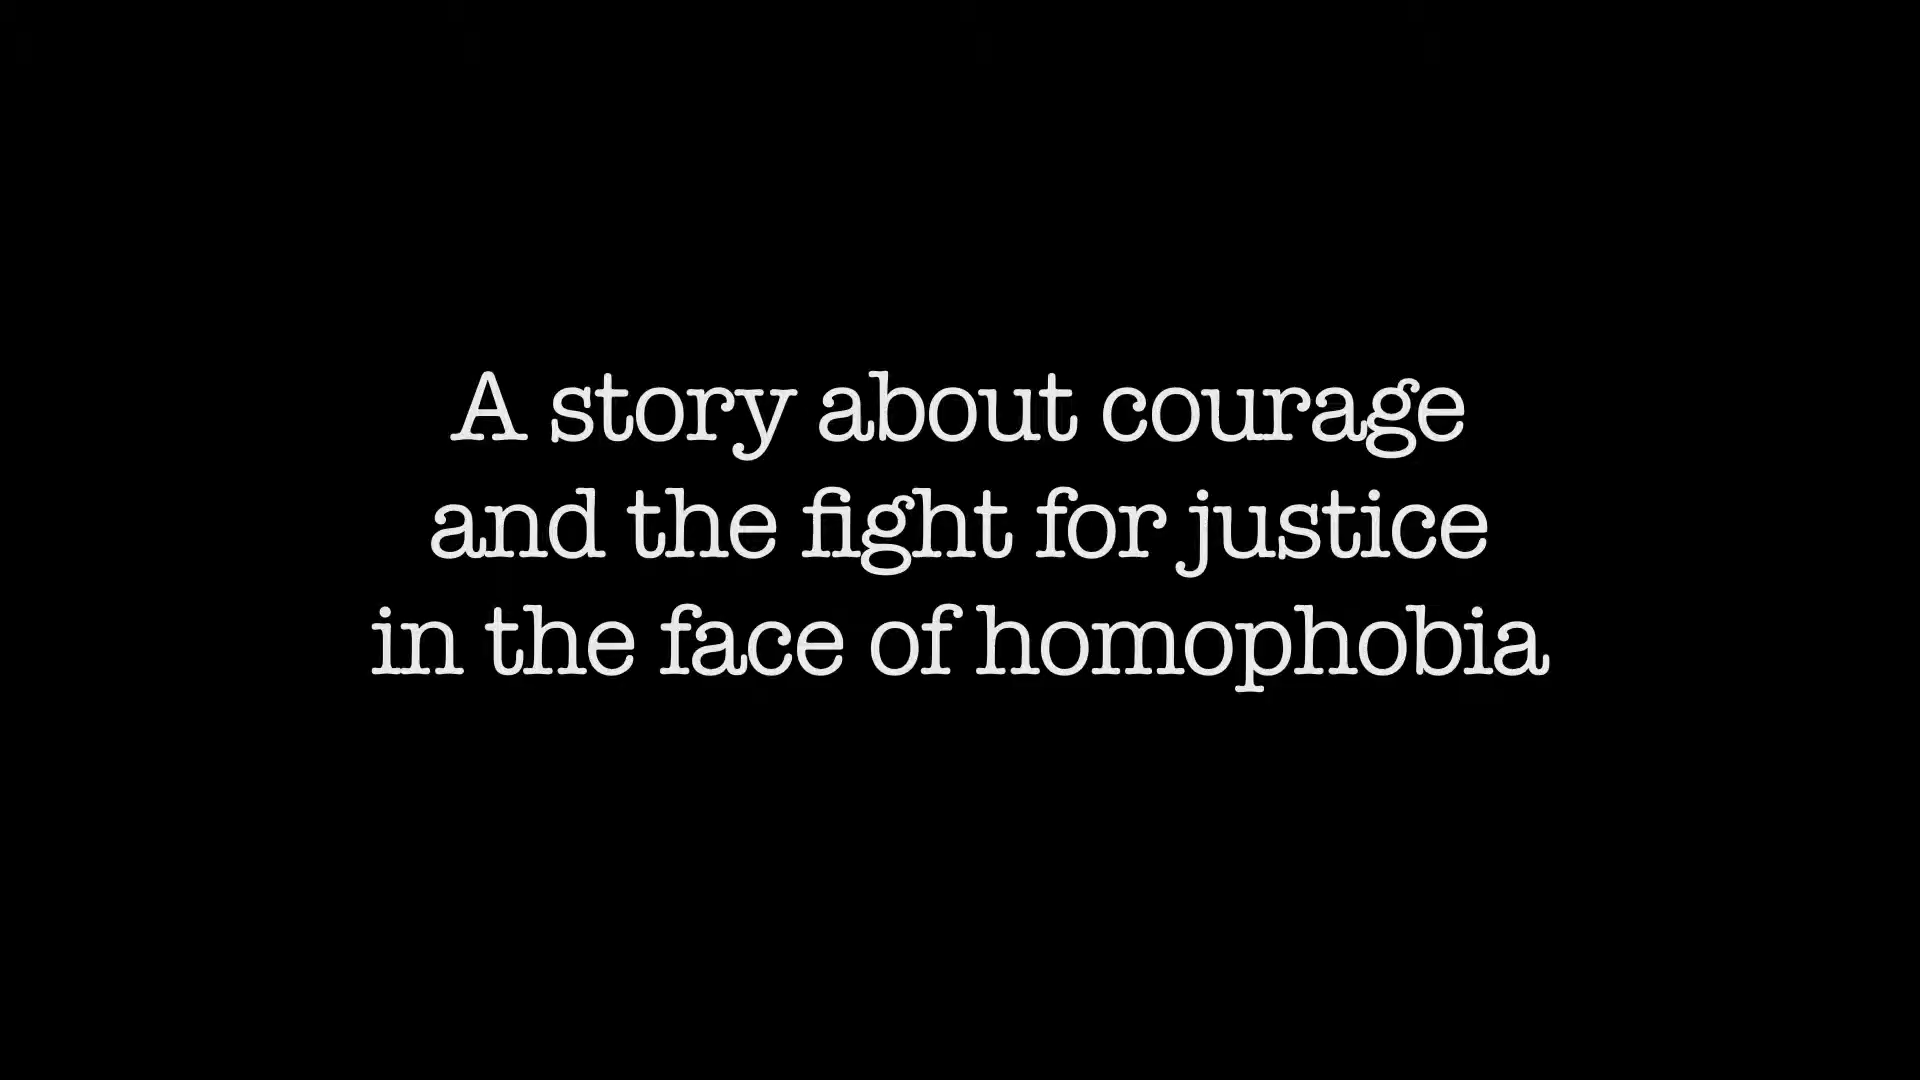 A story about courage
and the fight for justice
in the face of homophobia